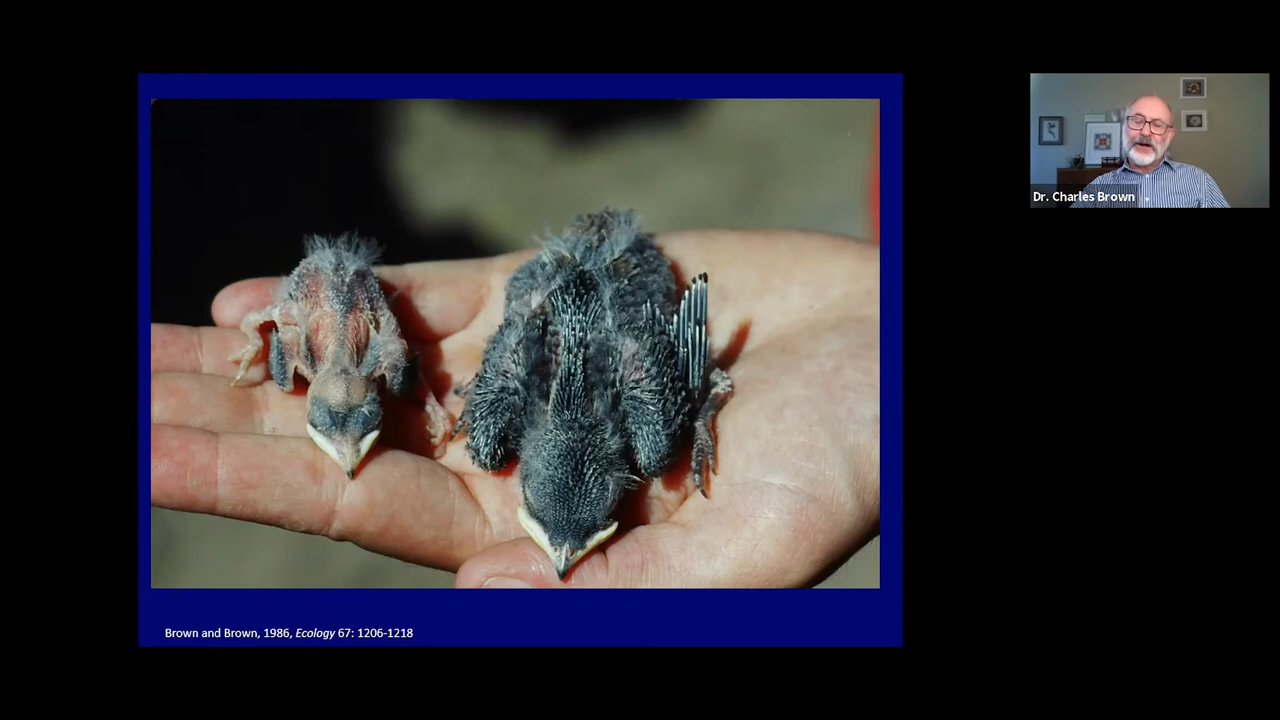 Dr. Charles Brown
Brown and Brown, 1986, Ecology 67: 1206-1218